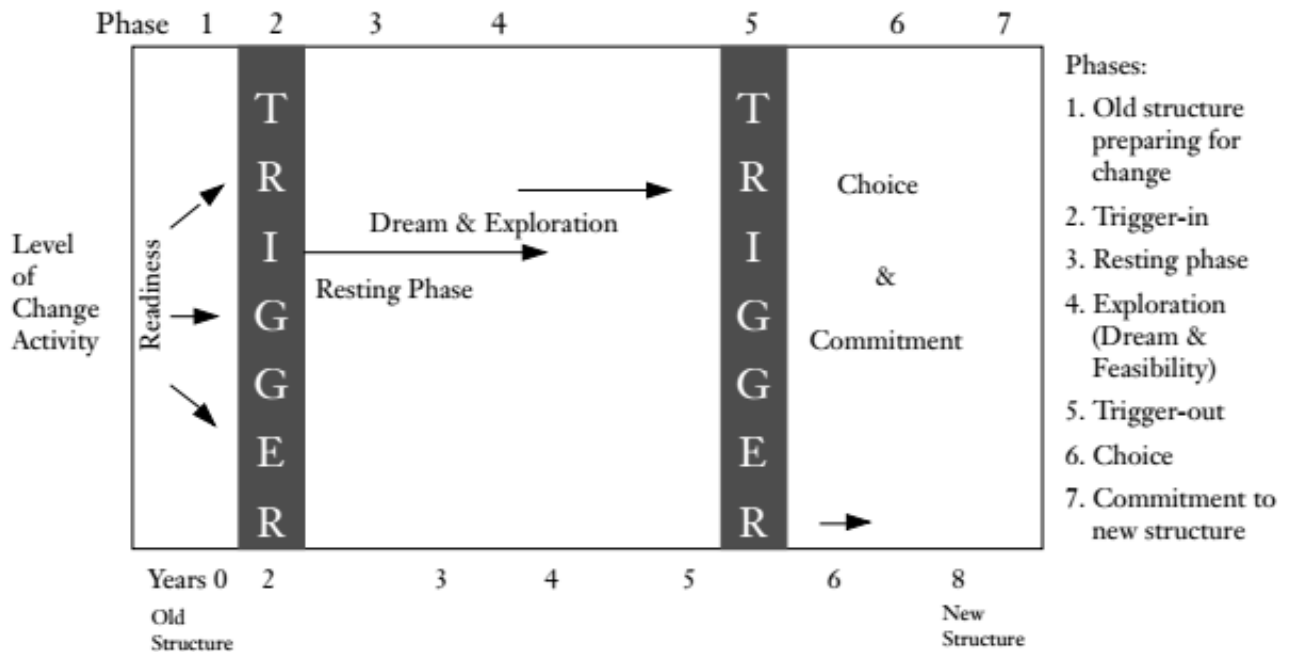 Phase 1 2 3 4 5 6 7
Level
of
Change
Activity
Readiness
TRIGGER
Dream & Exploration
Resting Phase
TRIGGER
Choice
&
Commitment
Phases:
1. Old structure
preparing for
change
2. Trigger-in
3. Resting phase
4. Exploration
(Dream &
Feasibility)
5. Trigger-out
6. Choice
7. Commitment to
new structure
Years 0 2 3 4 5 6 8
Old
Structure
New
Structure